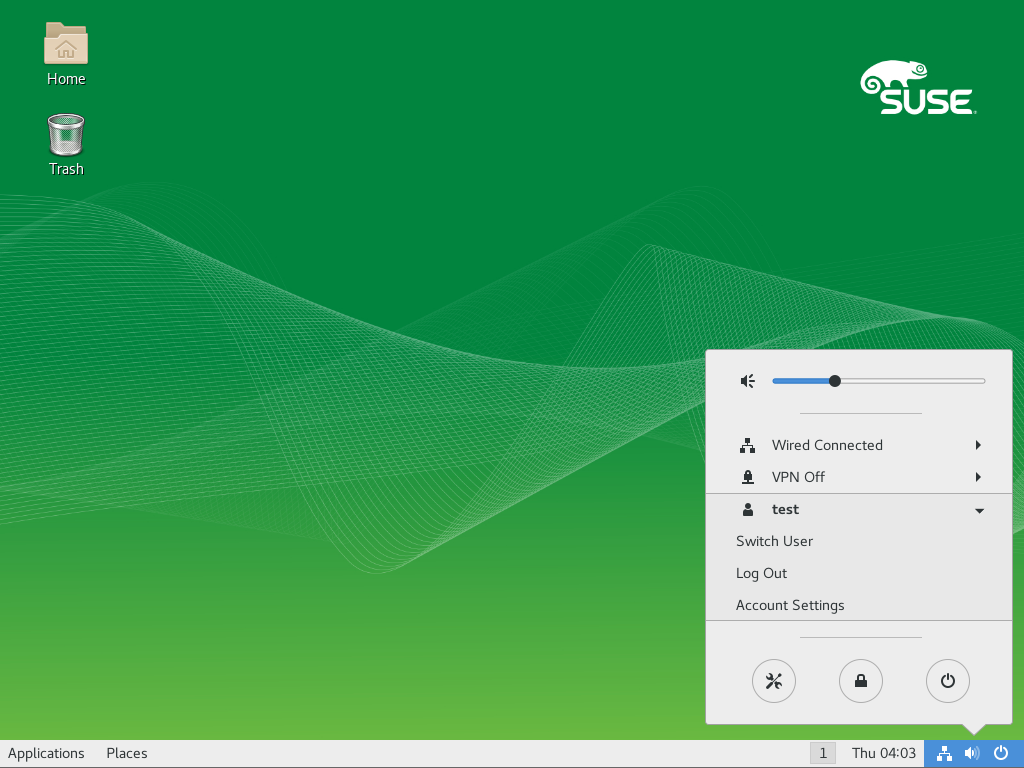 Home
Trash
SUSE
Wired Connected
VPN Off
test
Switch User
Log Out
Account Settings
Applications Places 1 Thu 04:03